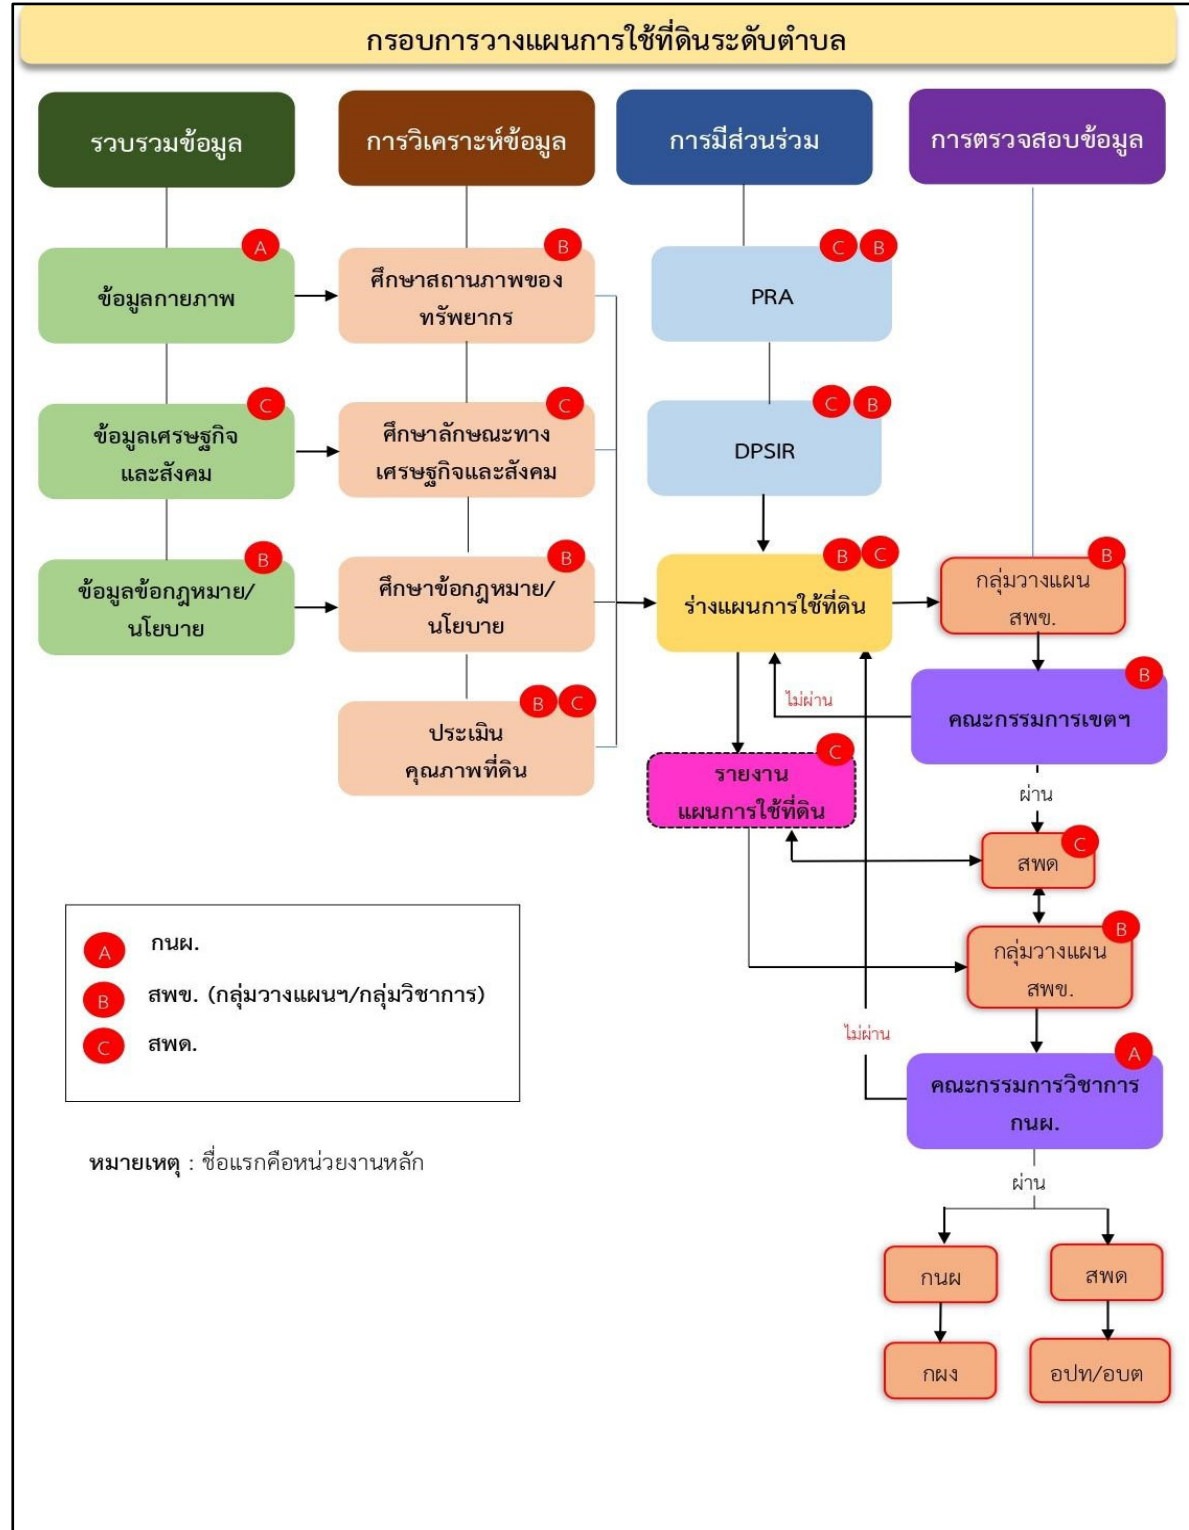 กรอบการวางแผนการใช้ที่ดินระดับตำบล
รวบรวมข้อมูล
การวิเคราะห์ข้อมูล
การมีส่วนร่วม
การตรวจสอบข้อมูล
A
ข้อมูลกายภาพ
B
ศึกษาสถานภาพของ
ทรัพยากร
C B
PRA
C
ข้อมูลเศรษฐกิจ
และสังคม
C
ศึกษาลักษณะทาง
เศรษฐกิจและสังคม
C B
DPSIR
B
ข้อมูลข้อกฎหมาย/
นโยบาย
B
ศึกษาข้อกฎหมาย/
นโยบาย
B C
ร่างแผนการใช้ที่ดิน
B
กลุ่มวางแผน
สพข.
B C
ประเมิน
คุณภาพที่ดิน
ไม่ผ่าน
B
คณะกรรมการเขตฯ
C
รายงาน
แผนการใช้ที่ดิน
ผ่าน
C
สพด
B
กลุ่มวางแผน
สพข.
A กนผ.
B สพข. (กลุ่มวางแผนฯ/กลุ่มวิชาการ)
C สพด.
ไม่ผ่าน
A
คณะกรรมการวิชาการ
กนผ.
หมายเหตุ : ชื่อแรกคือหน่วยงานหลัก
ผ่าน
กนผ
สพด
กผง
อปท/อบต